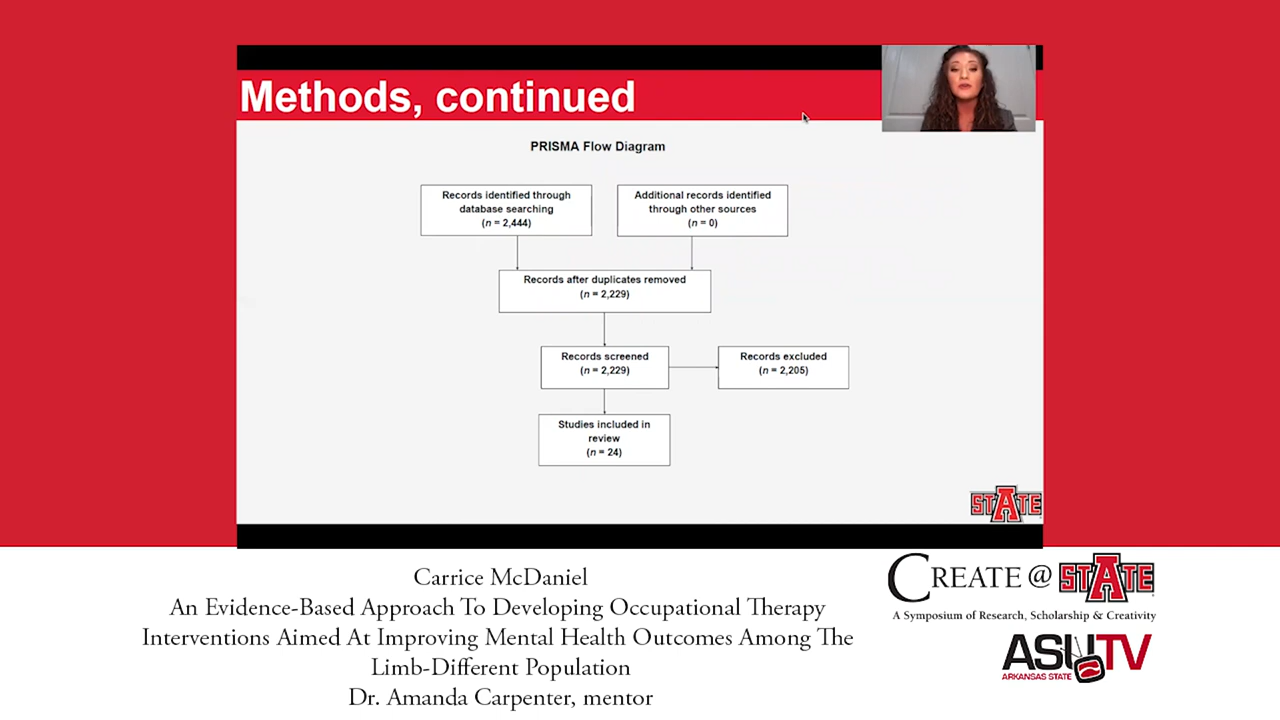 Methods, continued
PRISMA Flow Diagram
Records identified through
database searching
(n = 2,444)
Additional records identified
through other sources
(n = 0)
Records after duplicates removed
(n = 2,229)
Records screened
(n = 2,229)
Records excluded
(n = 2,205)
Studies included in
review
(n = 24)
STATE
Carrice McDaniel
An Evidence-Based Approach To Developing Occupational Therapy
Interventions Aimed At Improving Mental Health Outcomes Among The
Limb-Different Population
Dr. Amanda Carpenter, mentor
CREATE @ STATE
A Symposium of Research, Scholarship & Creativity
ASU TV
ARKANSAS STATE